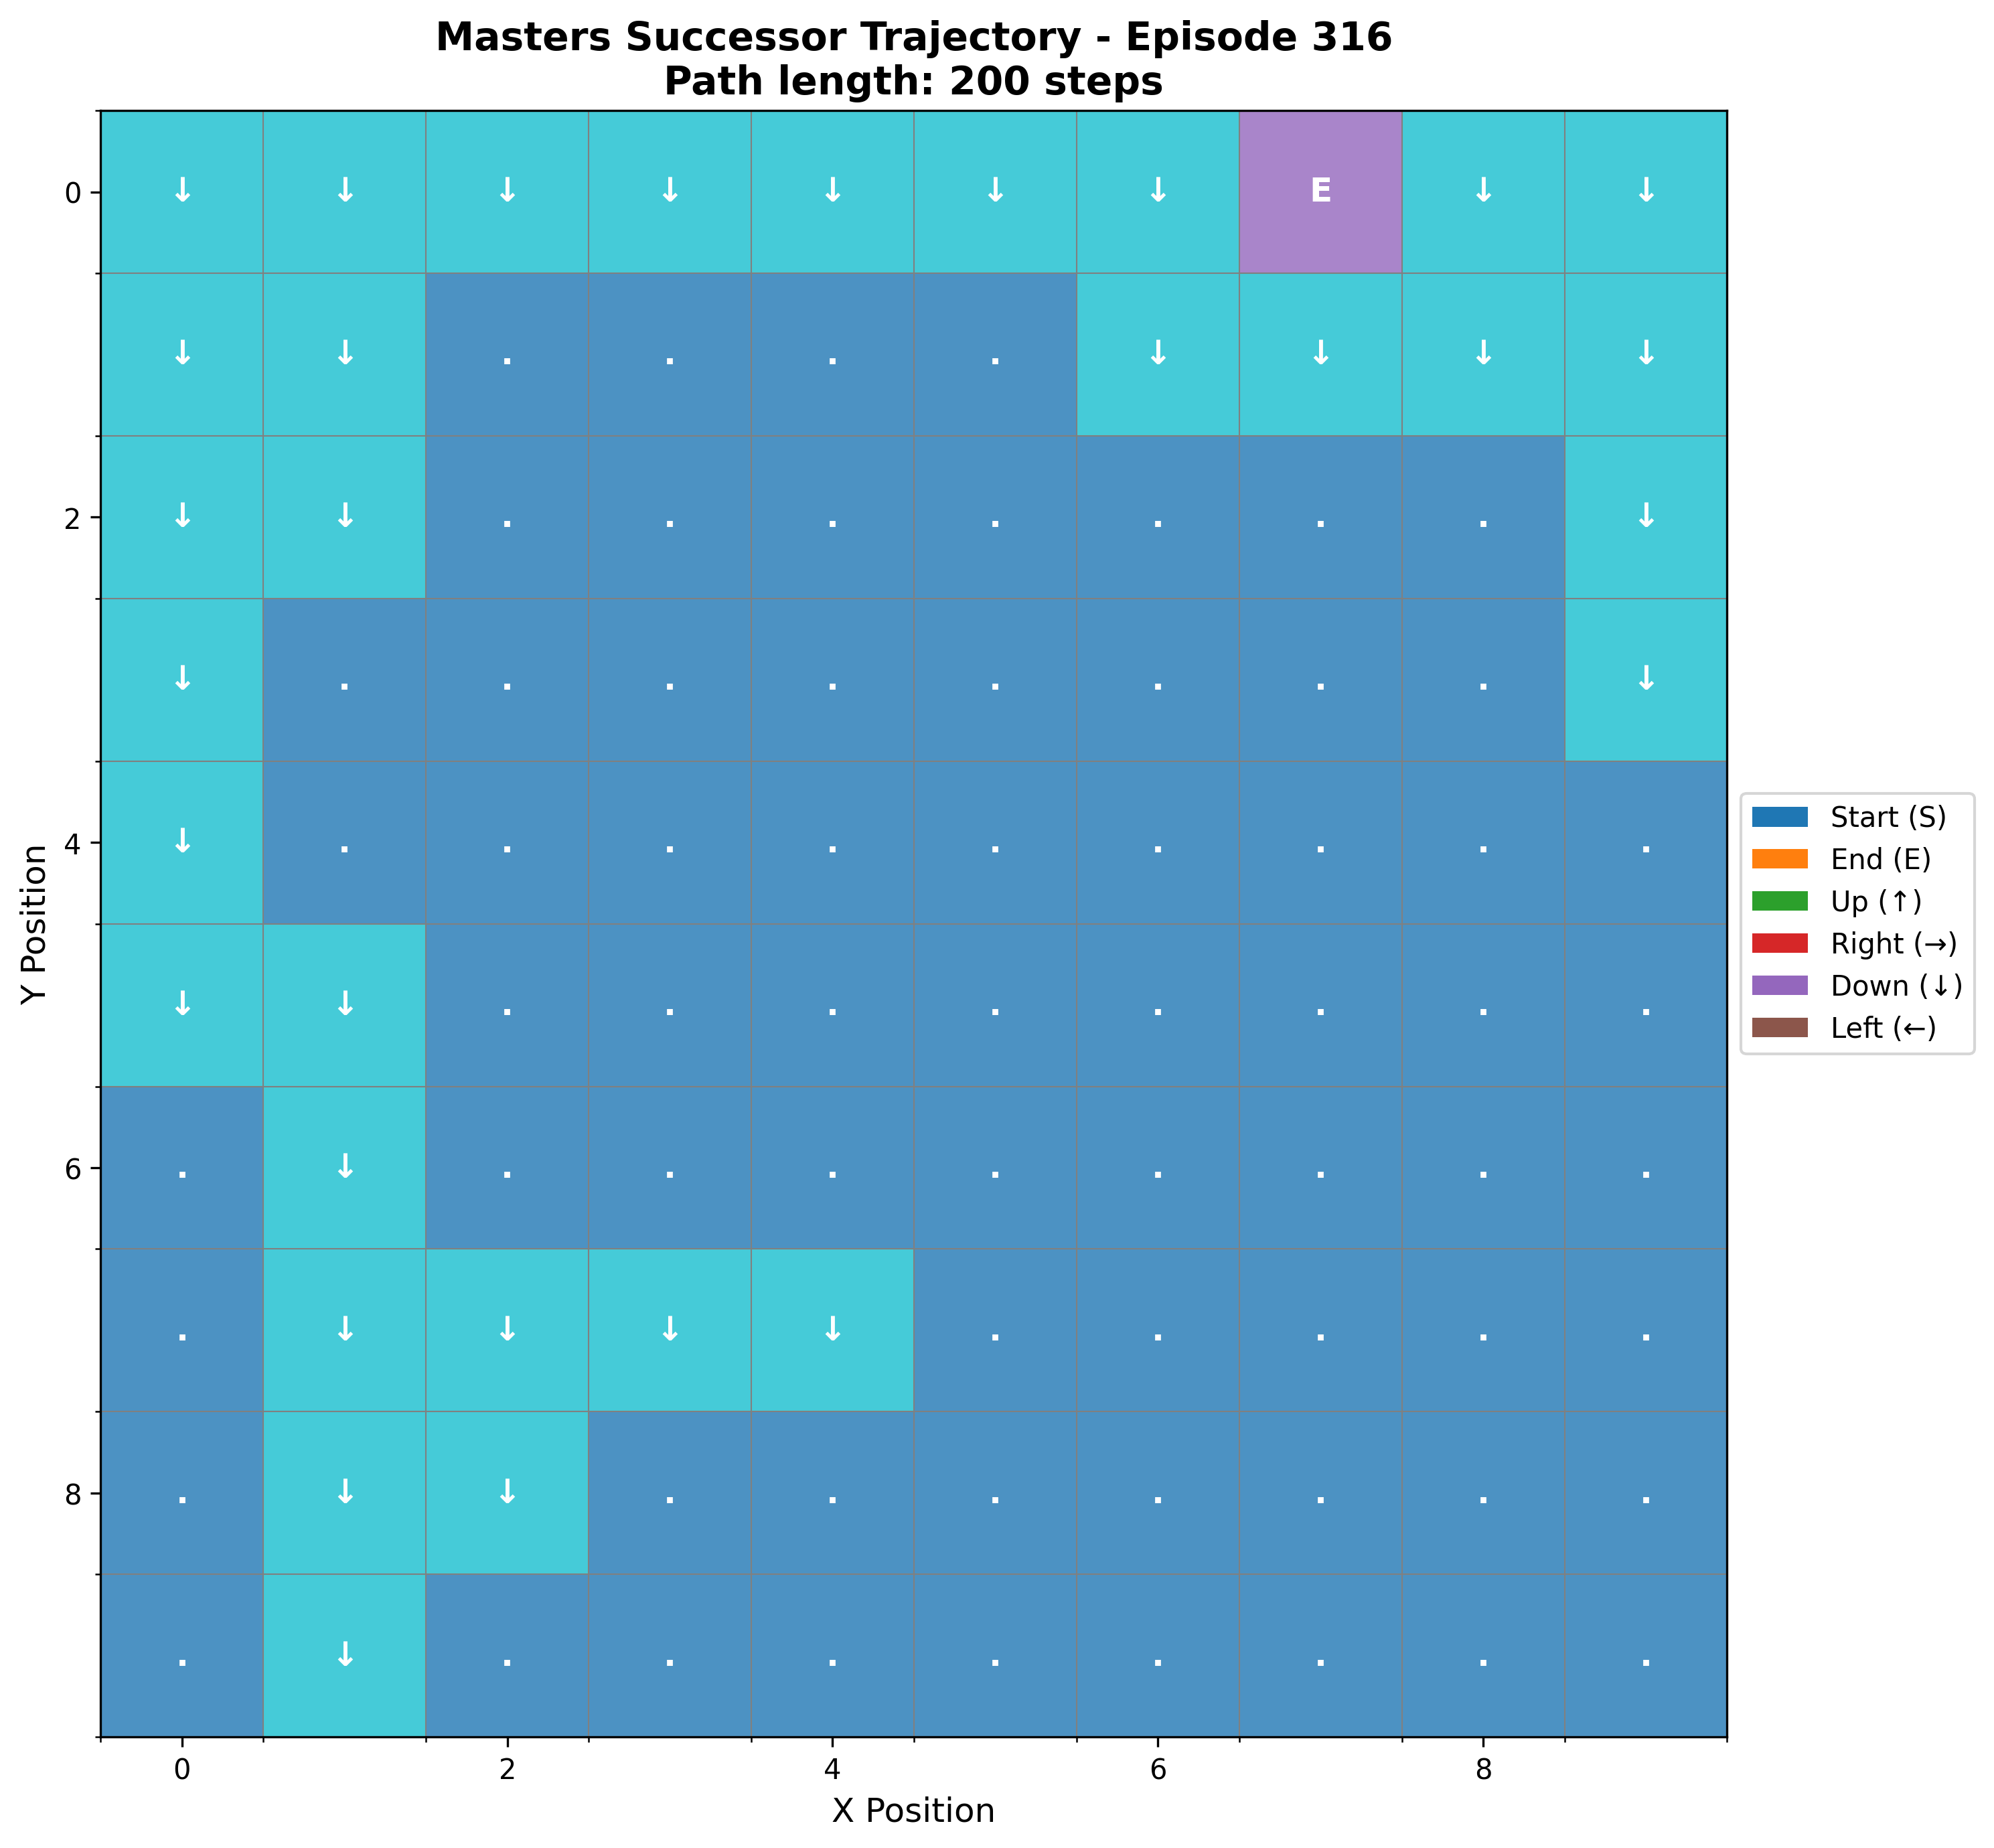 Masters Successor Trajectory - Episode 316
Path length: 200 steps
0 ↓ ↓ ↓ ↓ ↓ ↓ ↓ E ↓ ↓
↓ ↓ . . . . ↓ ↓ ↓ ↓
2 ↓ ↓ . . . . . . . ↓
↓ . . . . . . . . ↓
4 ↓ . . . . . . . . .
↓ ↓ . . . . . . . .
6 . ↓ . . . . . . . .
. ↓ ↓ ↓ ↓ . . . . .
8 . ↓ ↓ . . . . . . .
. ↓ . . . . . . . .
0 2 4 6 8
X Position
Y Position
Start (S)
End (E)
Up (↑)
Right (→)
Down (↓)
Left (←)